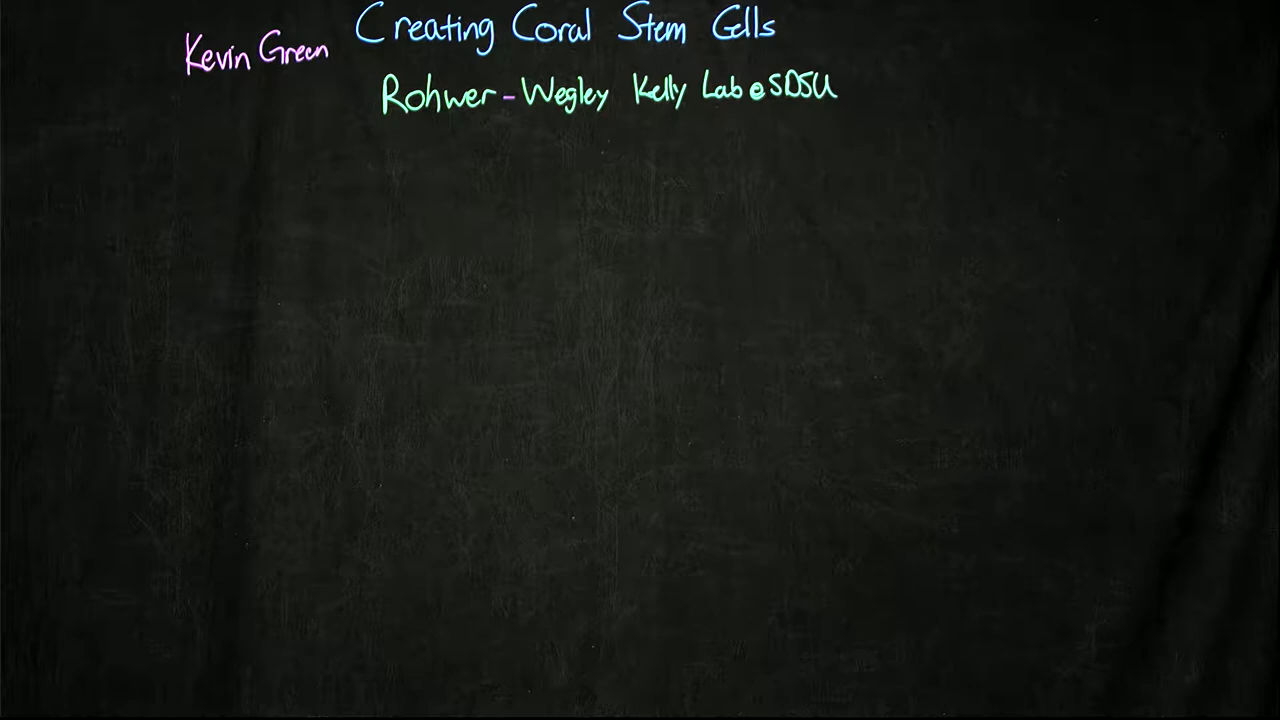 Creating Coral Stem Cells
Kevin Green
Rohwer-Wegley Kelly Lab @ SDSU